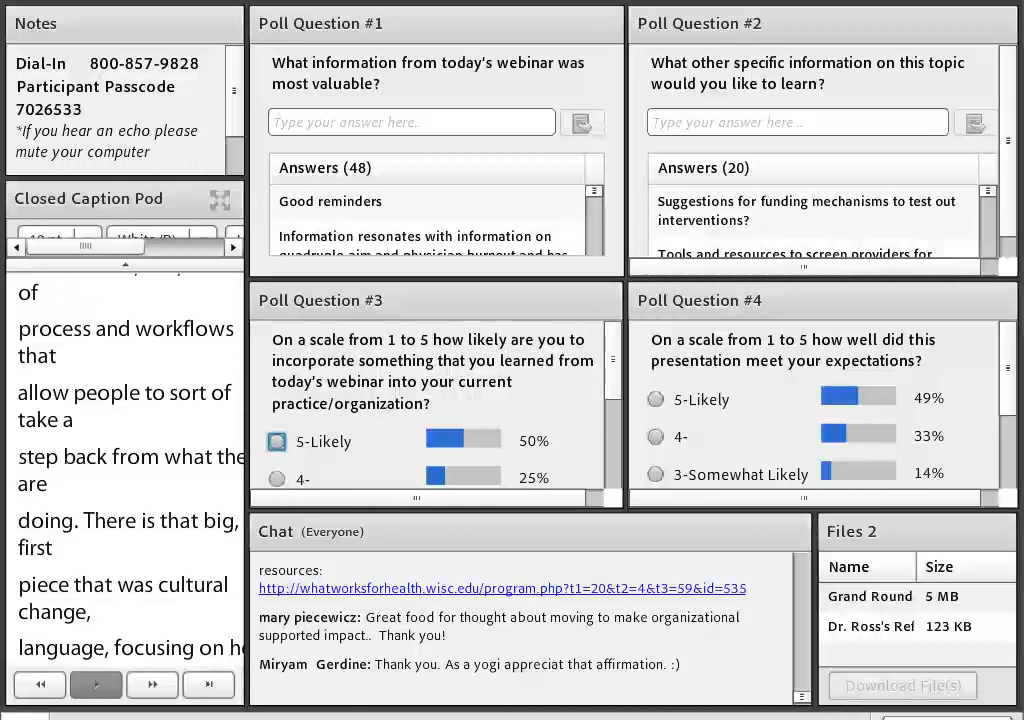 Notes
Dial-In 800-857-9828
Participant Passcode
7026533
*If you hear an echo please
mute your computer
Closed Caption Pod
of
process and workflows
that
allow people to sort of
take a
step back from what the
are
doing. There is that big,
first
piece that was cultural
change,
language, focusing on
Poll Question #1
What information from today's webinar was
most valuable?
Type your answer here...
Answers (48)
Good reminders
Information resonates with information on
quadruple aim and physician burnout and has
Poll Question #2
What other specific information on this topic
would you like to learn?
Type your answer here...
Answers (20)
Suggestions for funding mechanisms to test out
interventions?
Tools and resources to screen providers for
Poll Question #3
On a scale from 1 to 5 how likely are you to
incorporate something that you learned from
today's webinar into your current
practice/organization?
5-Likely 50%
4- 25%
Poll Question #4
On a scale from 1 to 5 how well did this
presentation meet your expectations?
5-Likely 49%
4- 33%
3-Somewhat Likely 14%
Chat (Everyone)
resources:
http://whatworksforhealth.wisc.edu/program.php?t1=20&t2=4&t3=59&id=535
mary piecewicz: Great food for thought about moving to make organizational
supported impact.. Thank you!
Miryam Gerdine: Thank you. As a yogi appreciat that affirmation. :)
Files 2
Name Size
Grand Round 5 MB
Dr. Ross's Ref 123 KB
Download File(s)